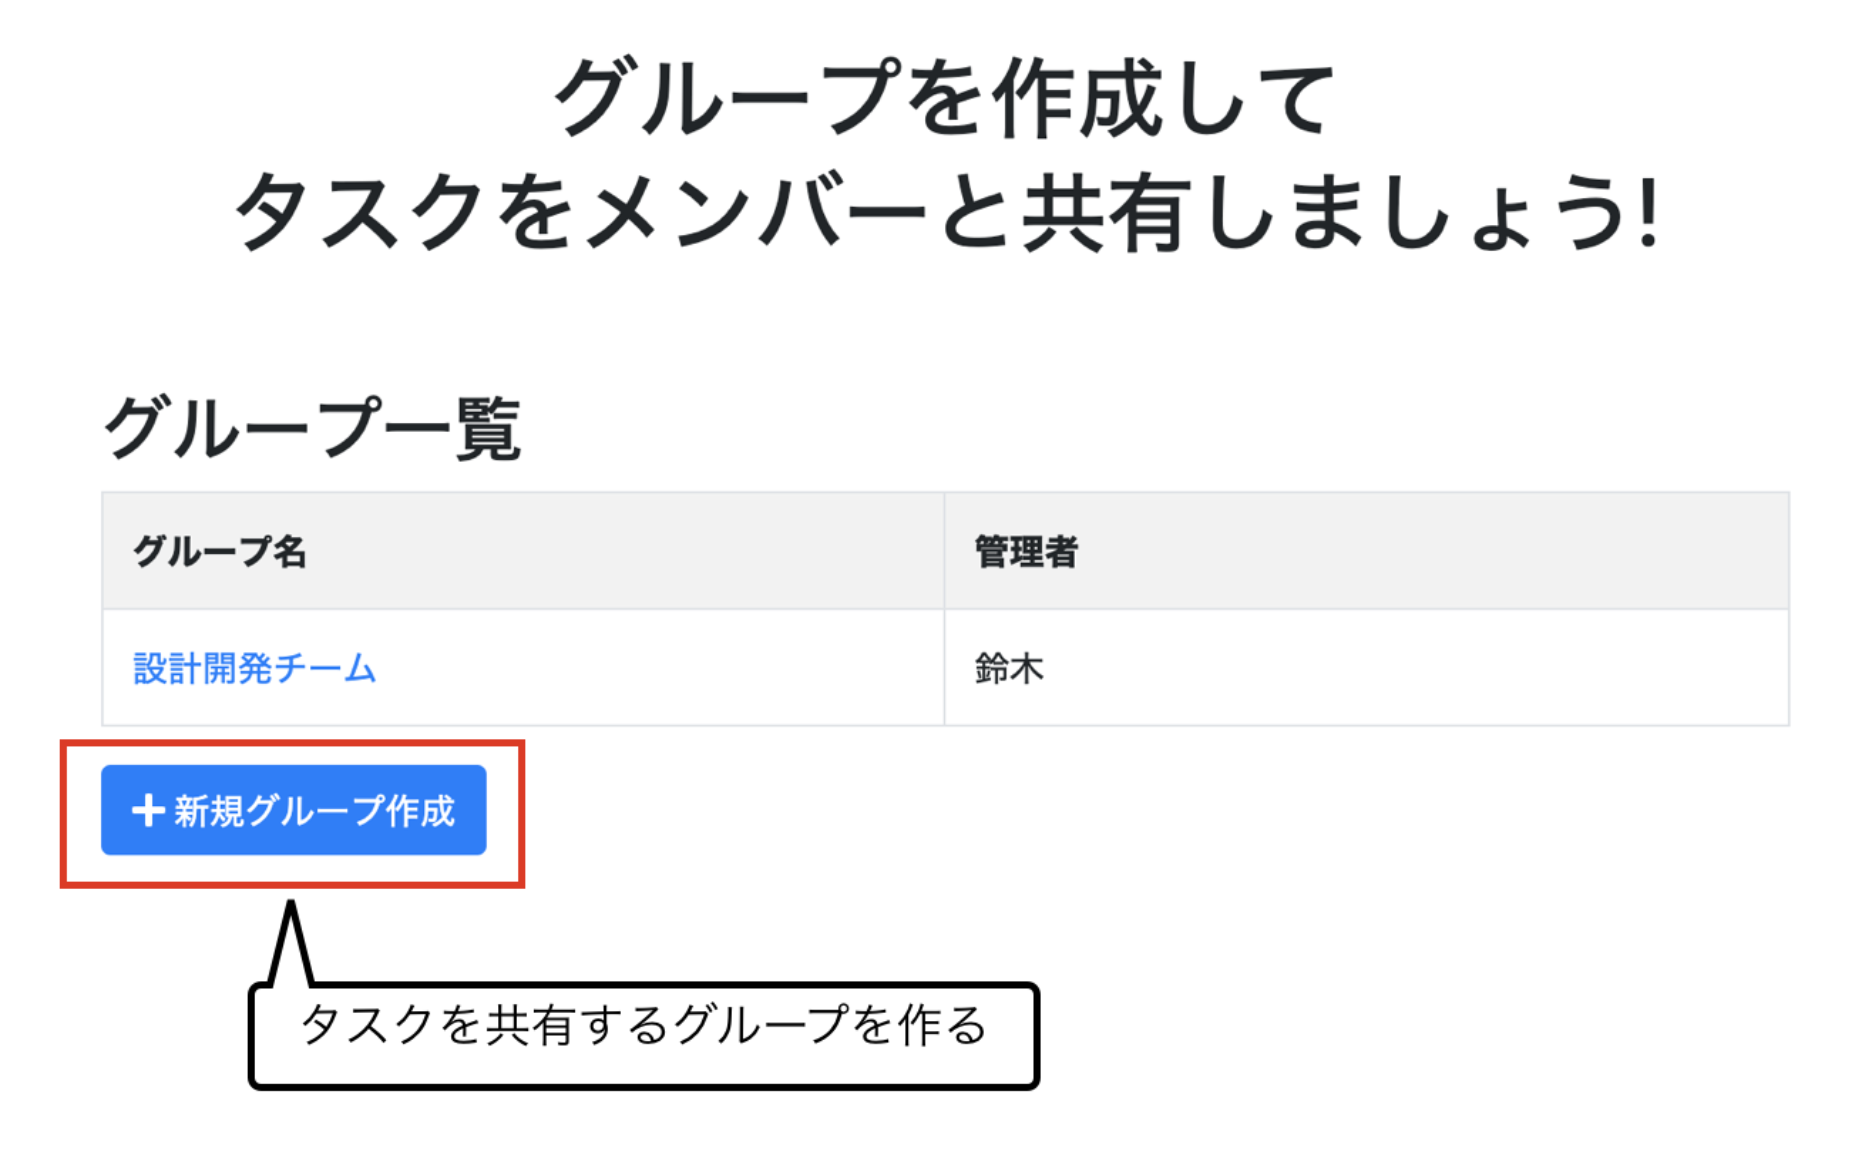 グループを作成して
タスクをメンバーと共有しましょう!
グループ一覧
グループ名 管理者
設計開発チーム 鈴木
+新規グループ作成
タスクを共有するグループを作る